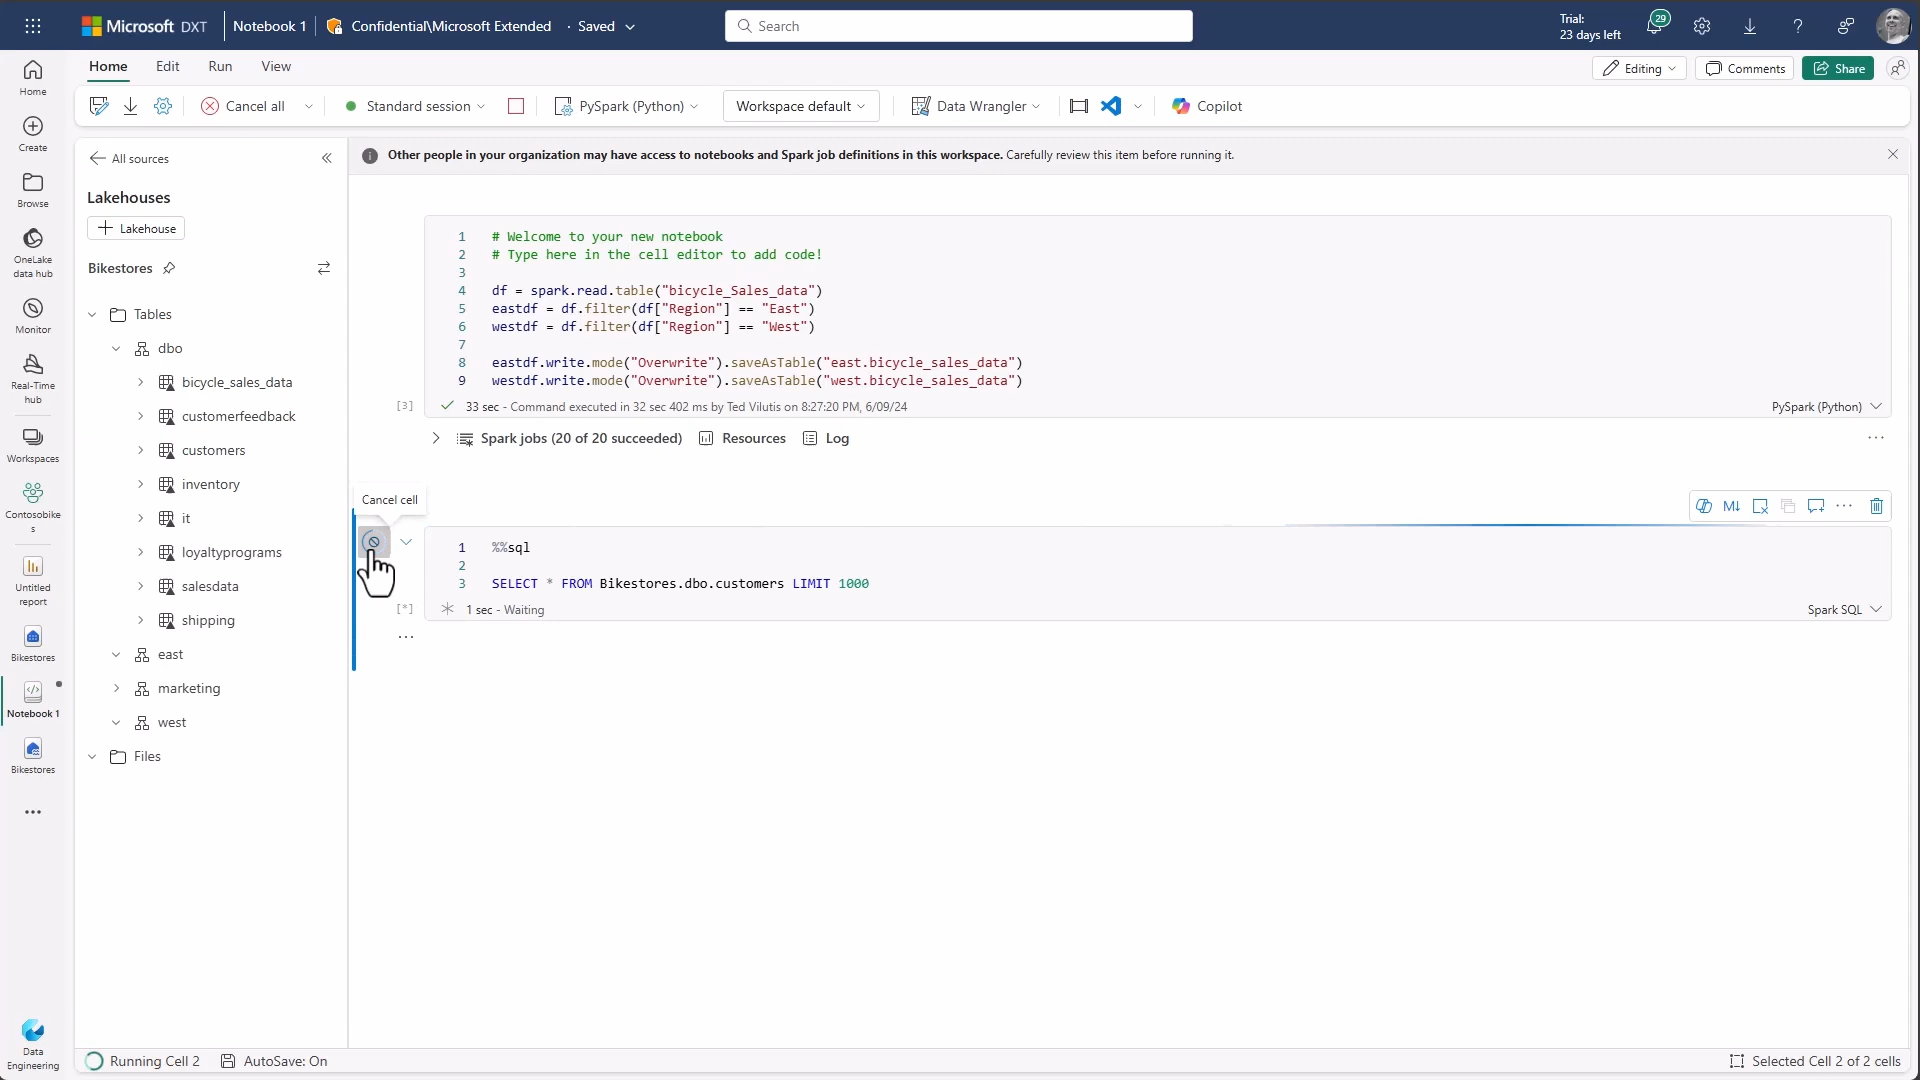 Microsoft DXT
Notebook 1
Confidential\Microsoft Extended
· Saved
Search
Trial:
23 days left
29
Home
Edit
Run
View
Editing
Comments
Share
Cancel all
Standard session
PySpark (Python)
Workspace default
Data Wrangler
Copilot
Home
Create
Browse
OneLake
data hub
Monitor
Real-Time
hub
Workspaces
Contosobike
s
Untitled
report
Bikestores
Notebook 1
Bikestores
Data
Engineering
All sources
Lakehouses
Lakehouse
Bikestores
Tables
dbo
bicycle_sales_data
customerfeedback
customers
inventory
it
loyaltyprograms
salesdata
shipping
east
marketing
west
Files
Other people in your organization may have access to notebooks and Spark job definitions in this workspace. Carefully review this item before running it.
1 # Welcome to your new notebook
2 # Type here in the cell editor to add code!
3
4 df = spark.read.table("bicycle_Sales_data")
5 eastdf = df.filter(df["Region"] == "East")
6 westdf = df.filter(df["Region"] == "West")
7
8 eastdf.write.mode("Overwrite").saveAsTable("east.bicycle_sales_data")
9 westdf.write.mode("Overwrite").saveAsTable("west.bicycle_sales_data")
[3] 33 sec - Command executed in 32 sec 402 ms by Ted Vilutis on 8:27:20 PM, 6/09/24
PySpark (Python)
Spark jobs (20 of 20 succeeded)
Resources
Log
Cancel cell
M↓
1 %%sql
2
3 SELECT * FROM Bikestores.dbo.customers LIMIT 1000
[*] 1 sec - Waiting
Spark SQL
Running Cell 2
AutoSave: On
Selected Cell 2 of 2 cells